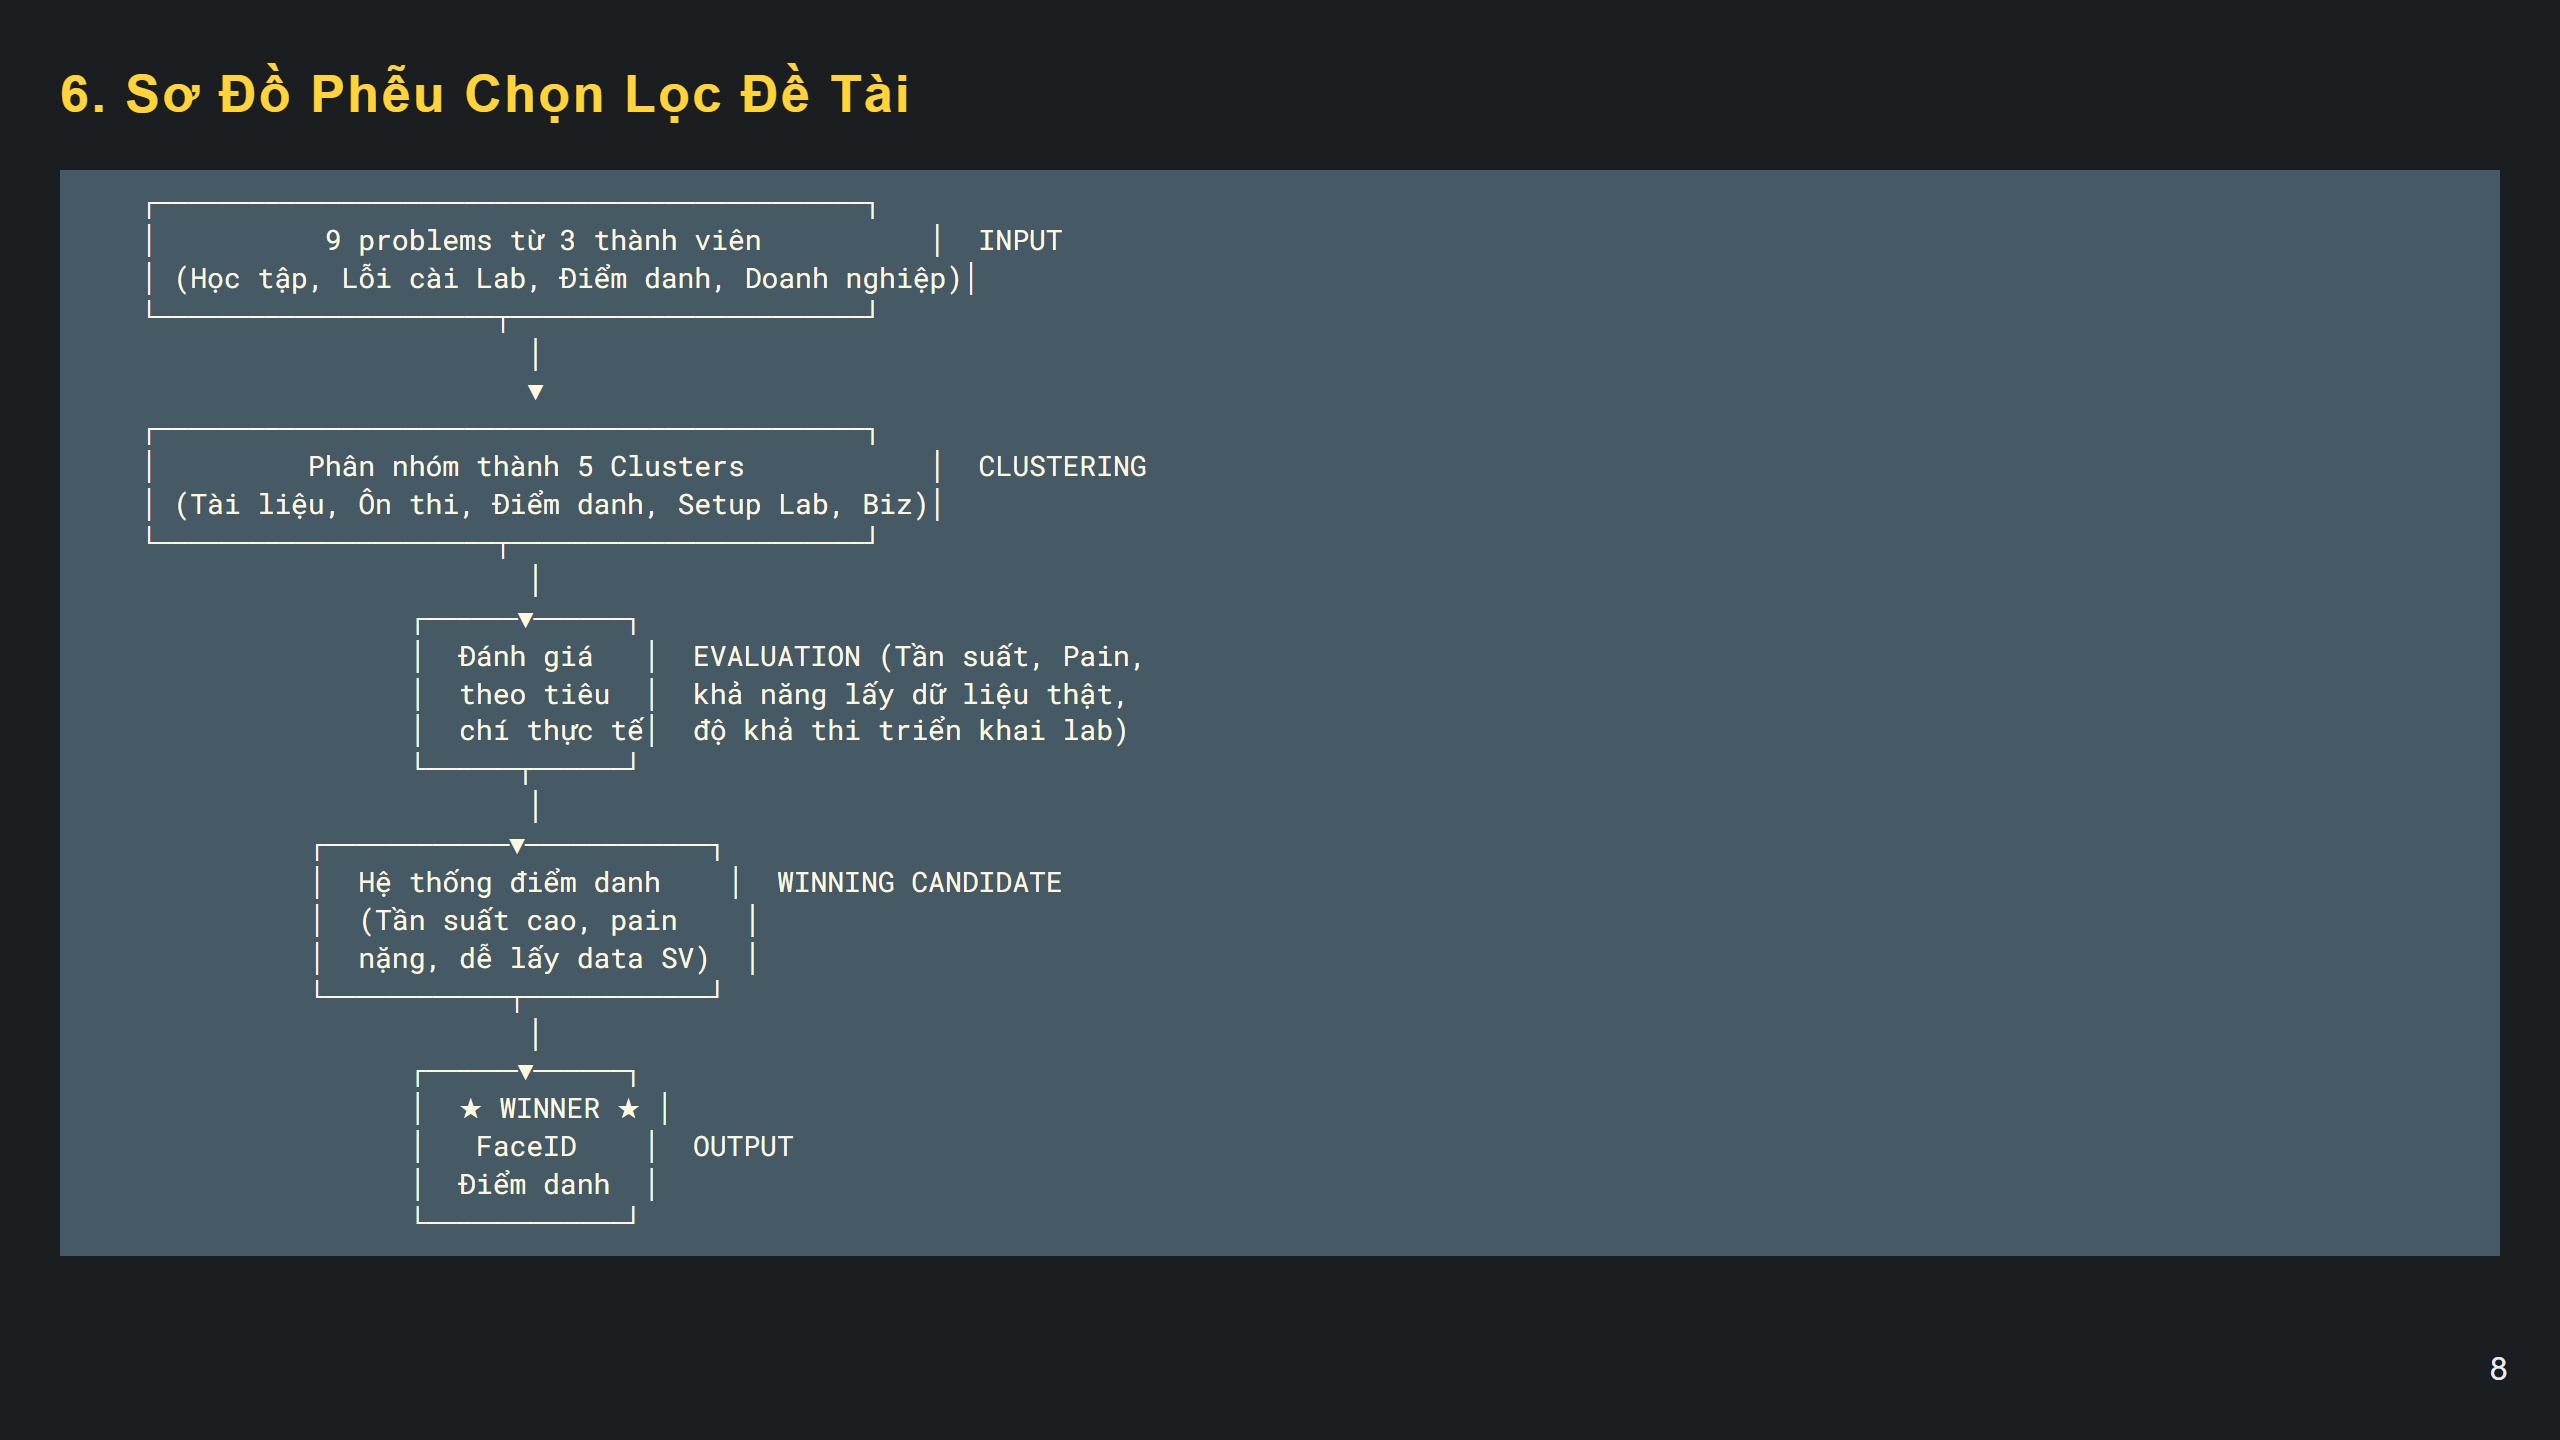 6. Sơ Đồ Phễu Chọn Lọc Đề Tài
9 problems từ 3 thành viên INPUT
(Học tập, Lỗi cài Lab, Điểm danh, Doanh nghiệp)
Phân nhóm thành 5 Clusters CLUSTERING
(Tài liệu, Ôn thi, Điểm danh, Setup Lab, Biz)
Đánh giá EVALUATION (Tần suất, Pain,
theo tiêu khả năng lấy dữ liệu thật,
chí thực tế độ khả thi triển khai lab)
Hệ thống điểm danh WINNING CANDIDATE
(Tần suất cao, pain
nặng, dễ lấy data SV)
★ WINNER ★
FaceID OUTPUT
Điểm danh
8